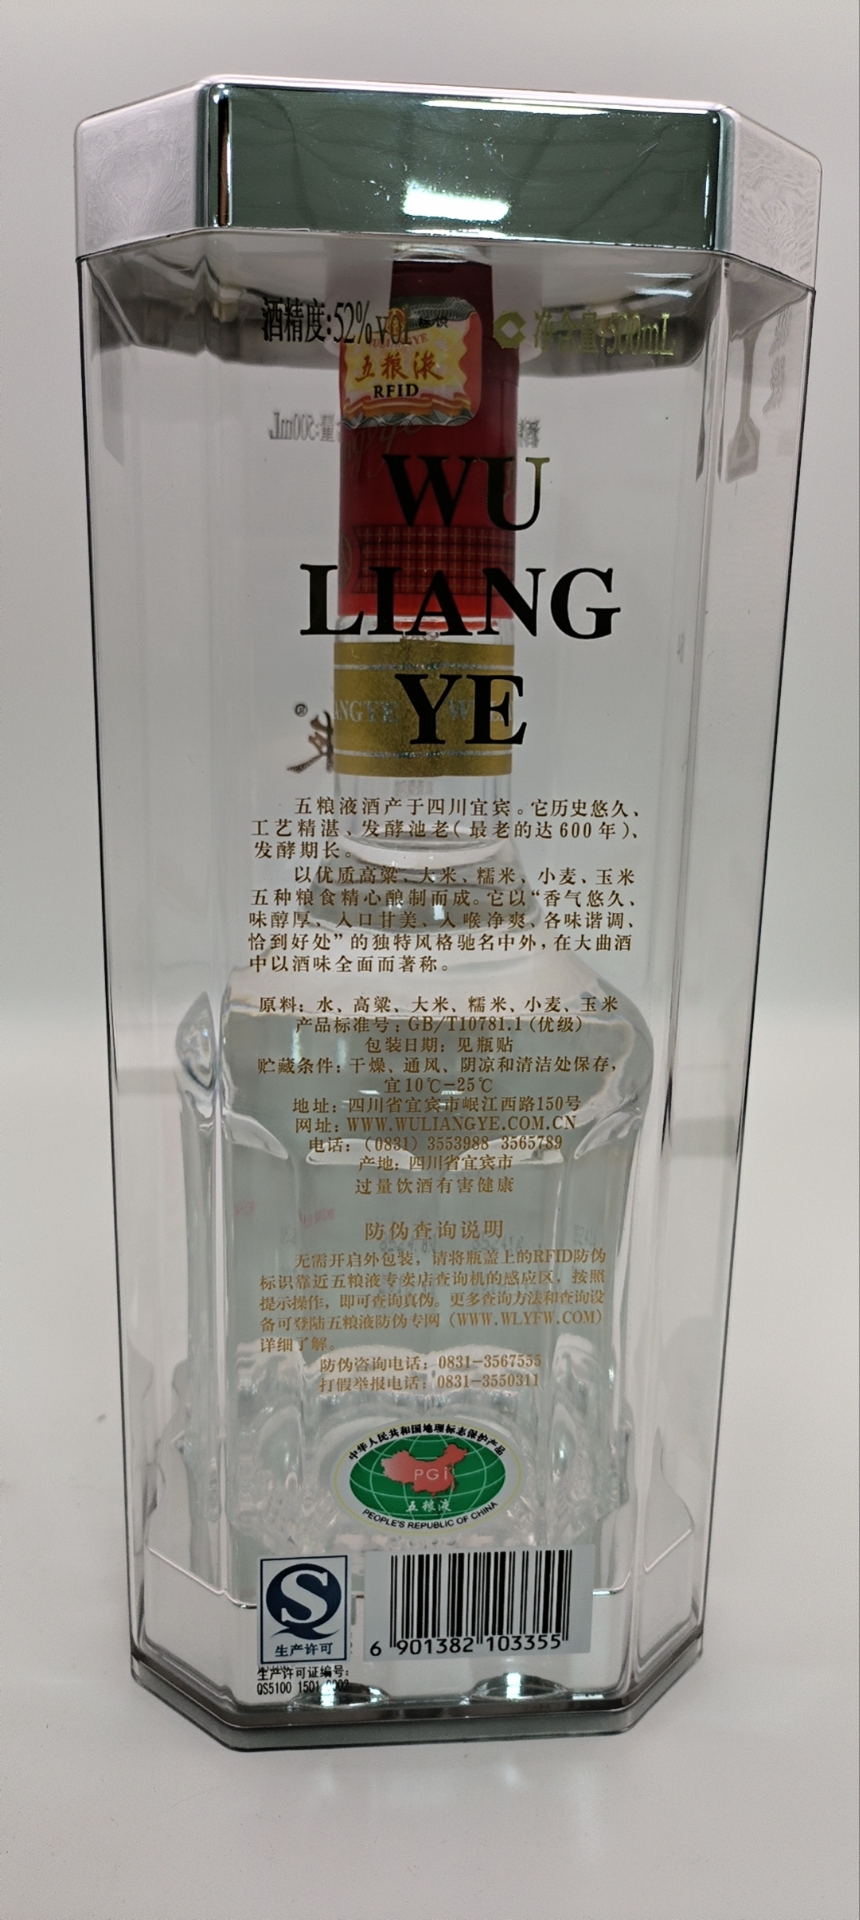 酒精度:52%vol
净含量:500mL
五粮液
RFID
WU
LIANG
YE
五粮液酒产于四川宜宾。它历史悠久、
工艺精湛、发酵池老(最老的达600年)、
发酵期长。
以优质高粱、大米、糯米、小麦、玉米
五种粮食精心酿制而成。它以“香气悠久、
味醇厚、入口甘美、入喉净爽、各味谐调、
恰到好处”的独特风格驰名中外,在大曲酒
中以酒味全面而著称。
原料：水、高粱、大米、糯米、小麦、玉米
产品标准号：GB/T10781.1(优级)
包装日期：见瓶贴
贮藏条件：干燥、通风、阴凉和清洁处保存，
宜10℃-25℃
地址：四川省宜宾市岷江西路150号
网址：WWW.WULIANGYE.COM.CN
电话：(0831) 3553988 3565789
产地：四川省宜宾市
过量饮酒有害健康
防伪查询说明
无需开启外包装，请将瓶盖上的RFID防伪
标识靠近五粮液专卖店查询机的感应区，按照
提示操作，即可查询真伪。更多查询方法和查询设
备可登陆五粮液防伪专网（WWW.WLYFW.COM）
详细了解。
防伪咨询电话：0831-3567555
打假举报电话：0831-3550311
中华人民共和国地理标志保护产品
PGI
五粮液
PEOPLE'S REPUBLIC OF CHINA
生产许可
6 901382 103355
生产许可证编号:
QS5100 1501